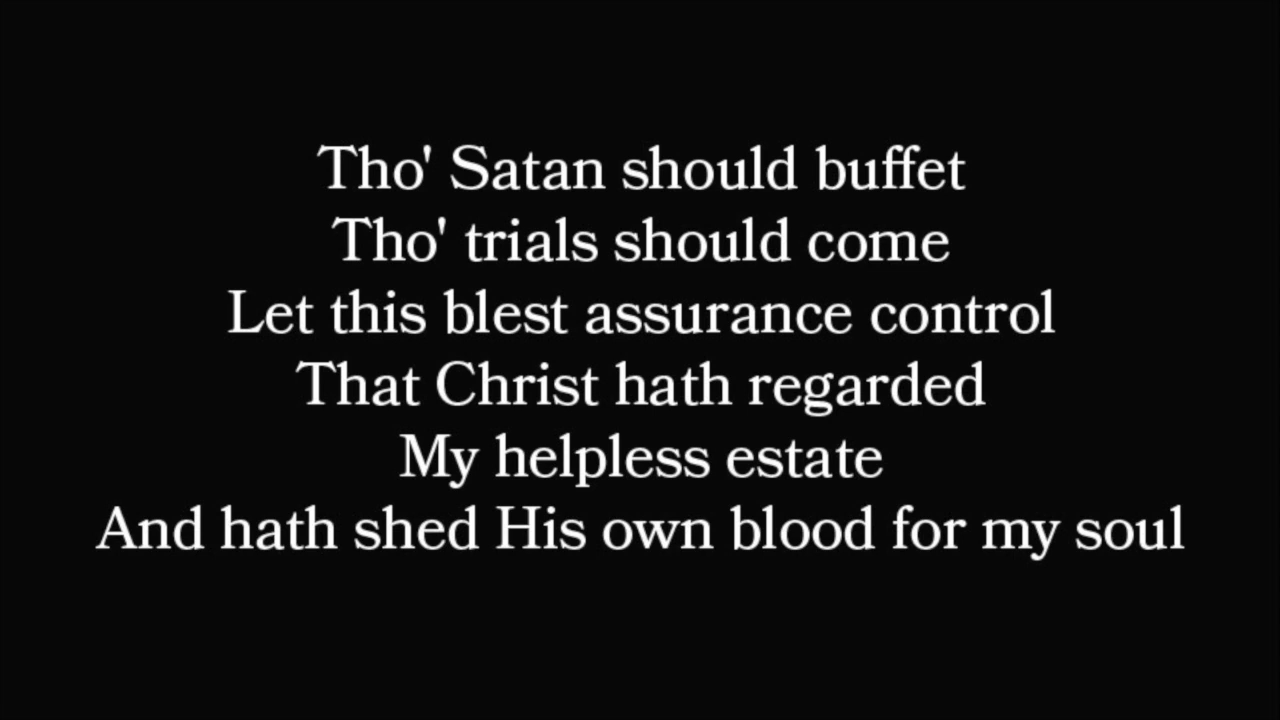 Tho' Satan should buffet
Tho' trials should come
Let this blest assurance control
That Christ hath regarded
My helpless estate
And hath shed His own blood for my soul